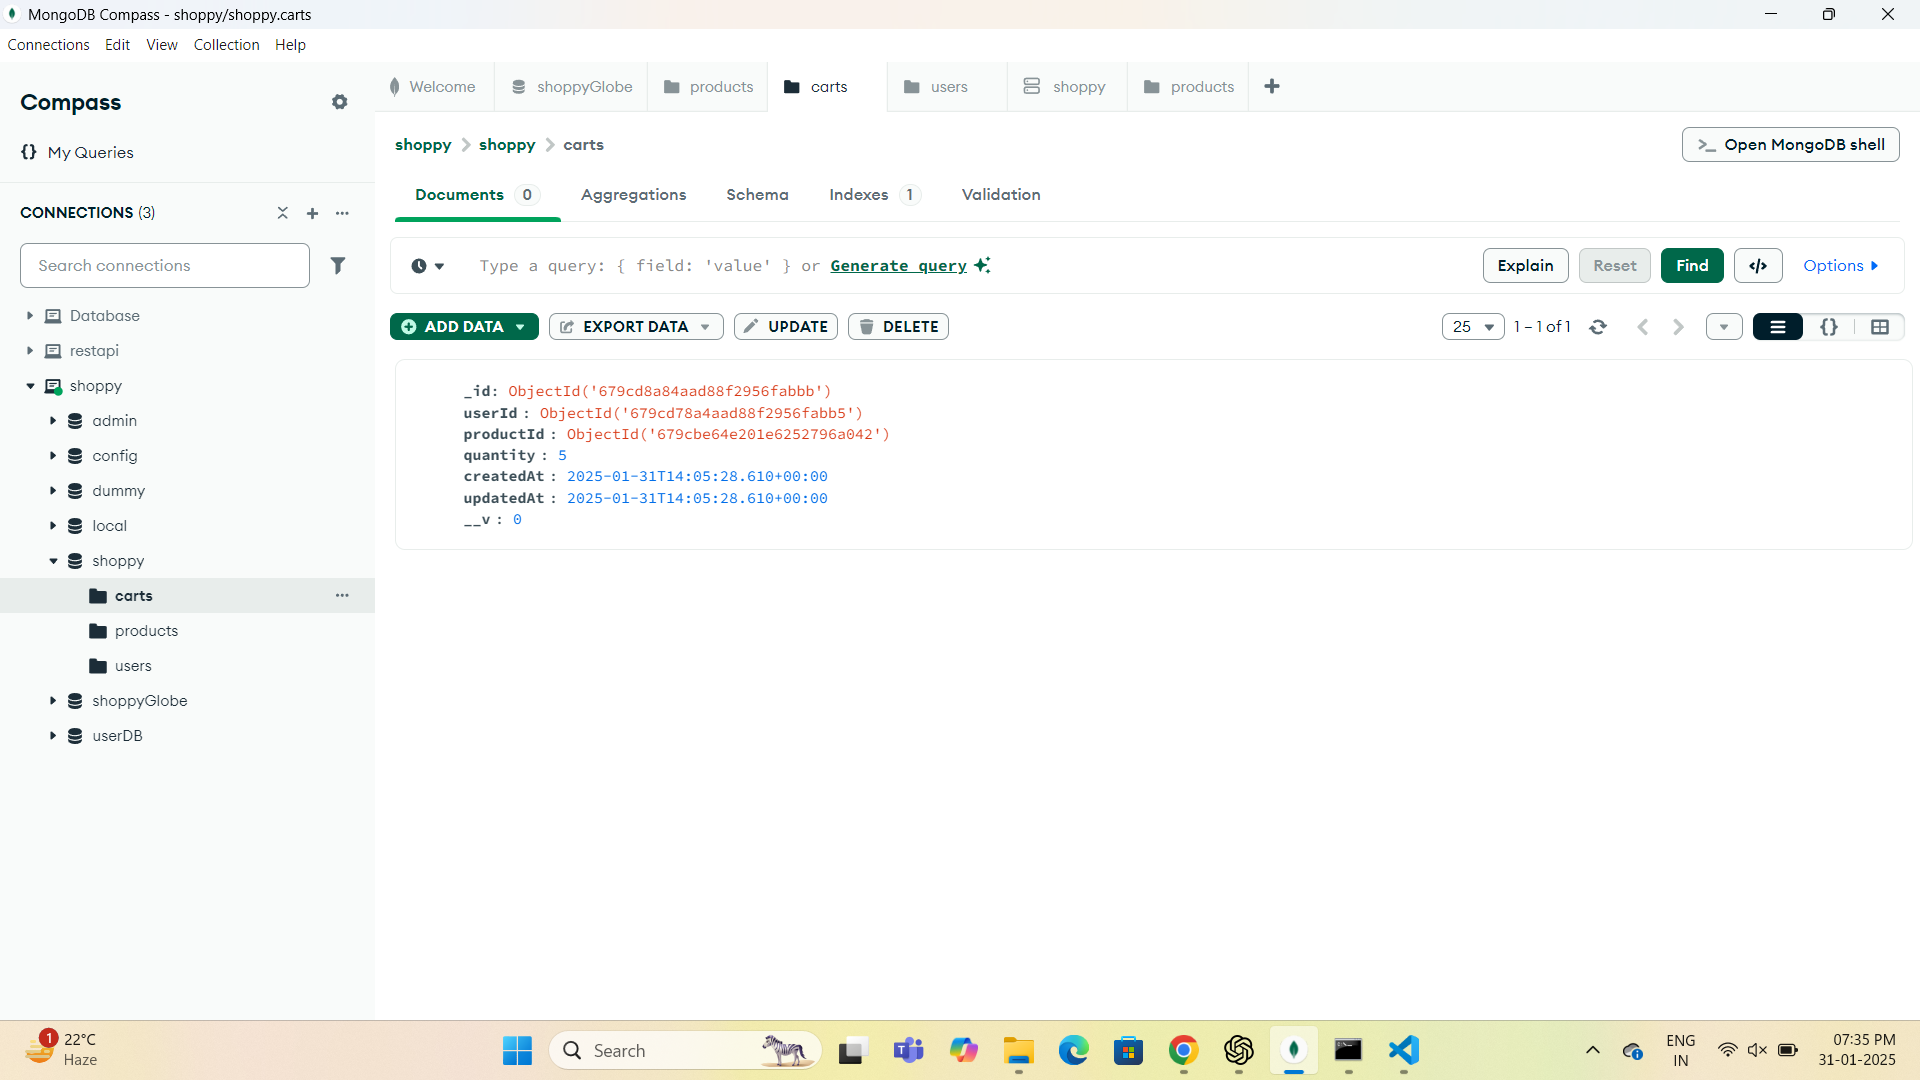 MongoDB Compass - shoppy/shoppy.carts
Connections Edit View Collection Help
Compass
My Queries
CONNECTIONS (3)
Search connections
Database
restapi
shoppy
admin
config
dummy
local
shoppy
carts
products
users
shoppyGlobe
userDB
Welcome shoppyGlobe products carts users shoppy products
shoppy > shoppy > carts
>_ Open MongoDB shell
Documents 0 Aggregations Schema Indexes 1 Validation
Type a query: { field: 'value' } or Generate query
Explain Reset Find </> Options
ADD DATA EXPORT DATA UPDATE DELETE
25 1 – 1 of 1 {}
_id: ObjectId('679cd8a84aad88f2956fabbb')
userId : ObjectId('679cd78a4aad88f2956fabb5')
productId : ObjectId('679cbe64e201e6252796a042')
quantity : 5
createdAt : 2025-01-31T14:05:28.610+00:00
updatedAt : 2025-01-31T14:05:28.610+00:00
__v : 0
1
22°C
Haze
Search
ENG
IN
07:35 PM
31-01-2025